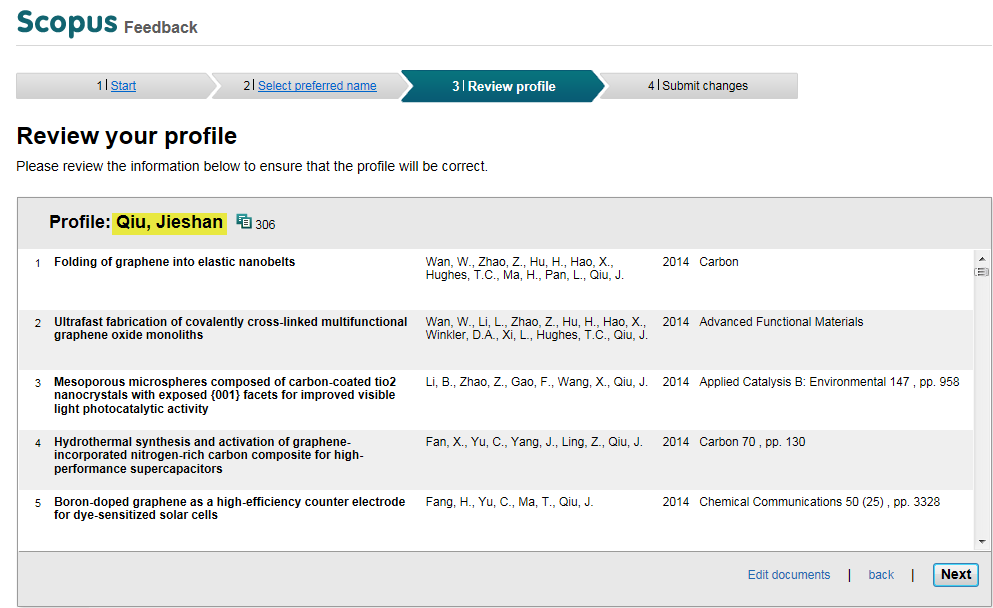 Scopus Feedback
1 | Start
2 | Select preferred name
3 | Review profile
4 | Submit changes
Review your profile
Please review the information below to ensure that the profile will be correct.
Profile: Qiu, Jieshan 306
1 Folding of graphene into elastic nanobelts
Wan, W., Zhao, Z., Hu, H., Hao, X.,
Hughes, T.C., Ma, H., Pan, L., Qiu, J.
2014 Carbon
2 Ultrafast fabrication of covalently cross-linked multifunctional
graphene oxide monoliths
Wan, W., Li, L., Zhao, Z., Hu, H., Hao, X.,
Winkler, D.A., Xi, L., Hughes, T.C., Qiu, J.
2014 Advanced Functional Materials
3 Mesoporous microspheres composed of carbon-coated tio2
nanocrystals with exposed {001} facets for improved visible
light photocatalytic activity
Li, B., Zhao, Z., Gao, F., Wang, X., Qiu, J.
2014 Applied Catalysis B: Environmental 147 , pp. 958
4 Hydrothermal synthesis and activation of graphene-
incorporated nitrogen-rich carbon composite for high-
performance supercapacitors
Fan, X., Yu, C., Yang, J., Ling, Z., Qiu, J.
2014 Carbon 70 , pp. 130
5 Boron-doped graphene as a high-efficiency counter electrode
for dye-sensitized solar cells
Fang, H., Yu, C., Ma, T., Qiu, J.
2014 Chemical Communications 50 (25) , pp. 3328
Edit documents | back | Next